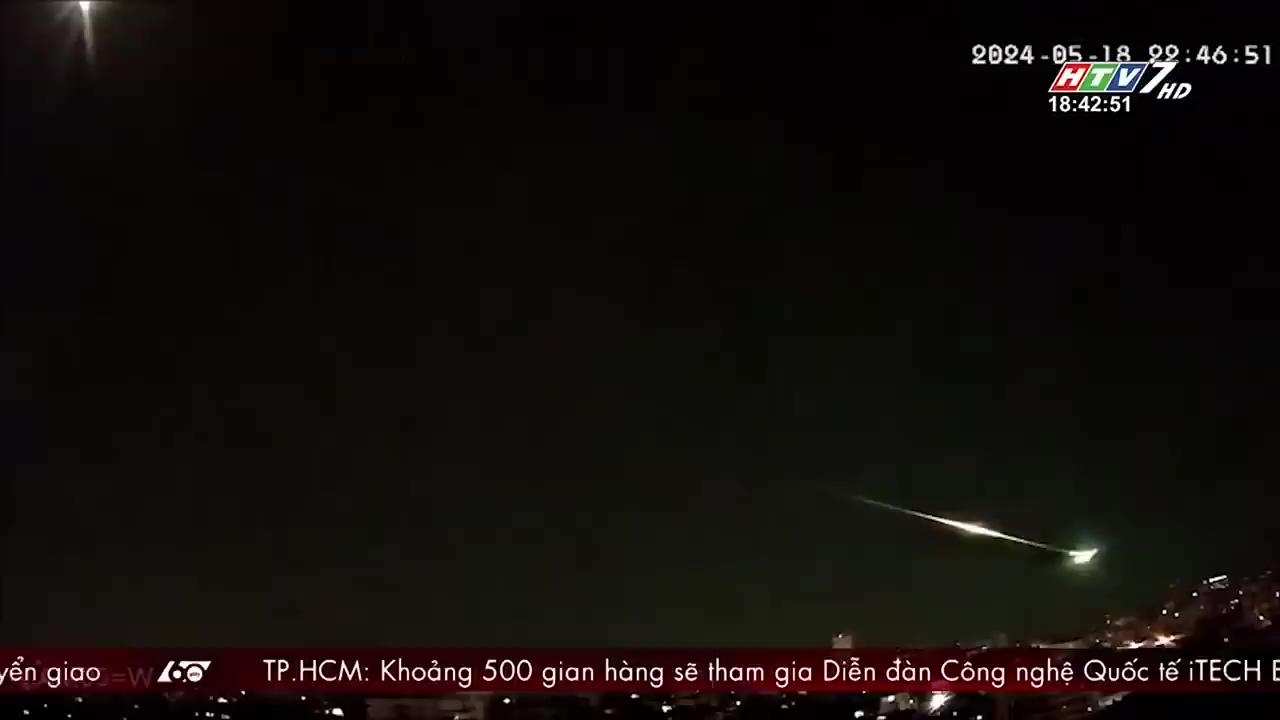 2024-05-18 22:46:51
HTV7 HD
18:42:51
yển giao 60 TP.HCM: Khoảng 500 gian hàng sẽ tham gia Diễn đàn Công nghệ Quốc tế iTECH E